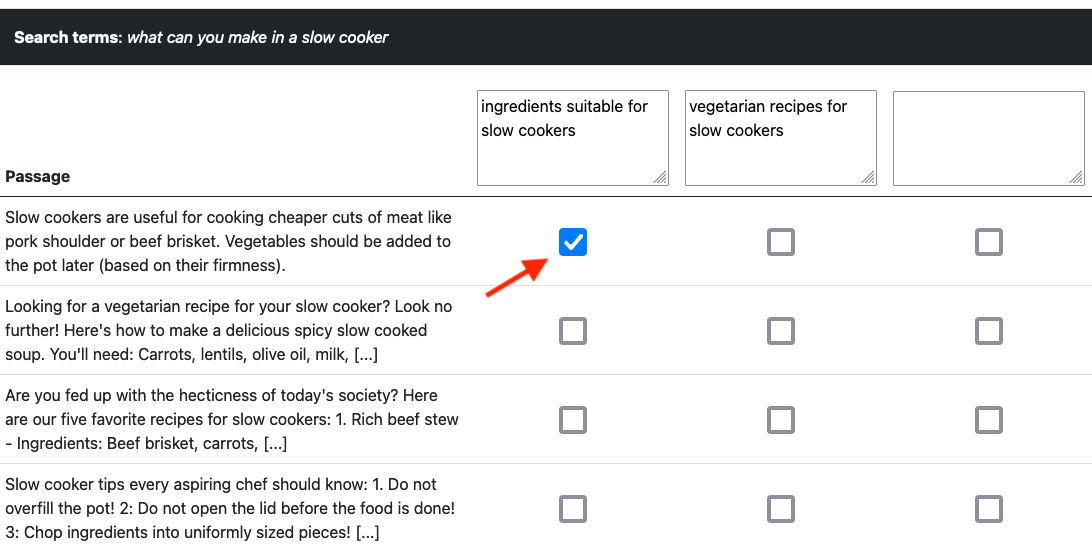 Search terms: what can you make in a slow cooker
ingredients suitable for
slow cookers
vegetarian recipes for
slow cookers
Passage
Slow cookers are useful for cooking cheaper cuts of meat like
pork shoulder or beef brisket. Vegetables should be added to
the pot later (based on their firmness).
Looking for a vegetarian recipe for your slow cooker? Look no
further! Here's how to make a delicious spicy slow cooked
soup. You'll need: Carrots, lentils, olive oil, milk, [...]
Are you fed up with the hecticness of today's society? Here
are our five favorite recipes for slow cookers: 1. Rich beef stew
- Ingredients: Beef brisket, carrots, [...]
Slow cooker tips every aspiring chef should know: 1. Do not
overfill the pot! 2: Do not open the lid before the food is done!
3: Chop ingredients into uniformly sized pieces! [...]